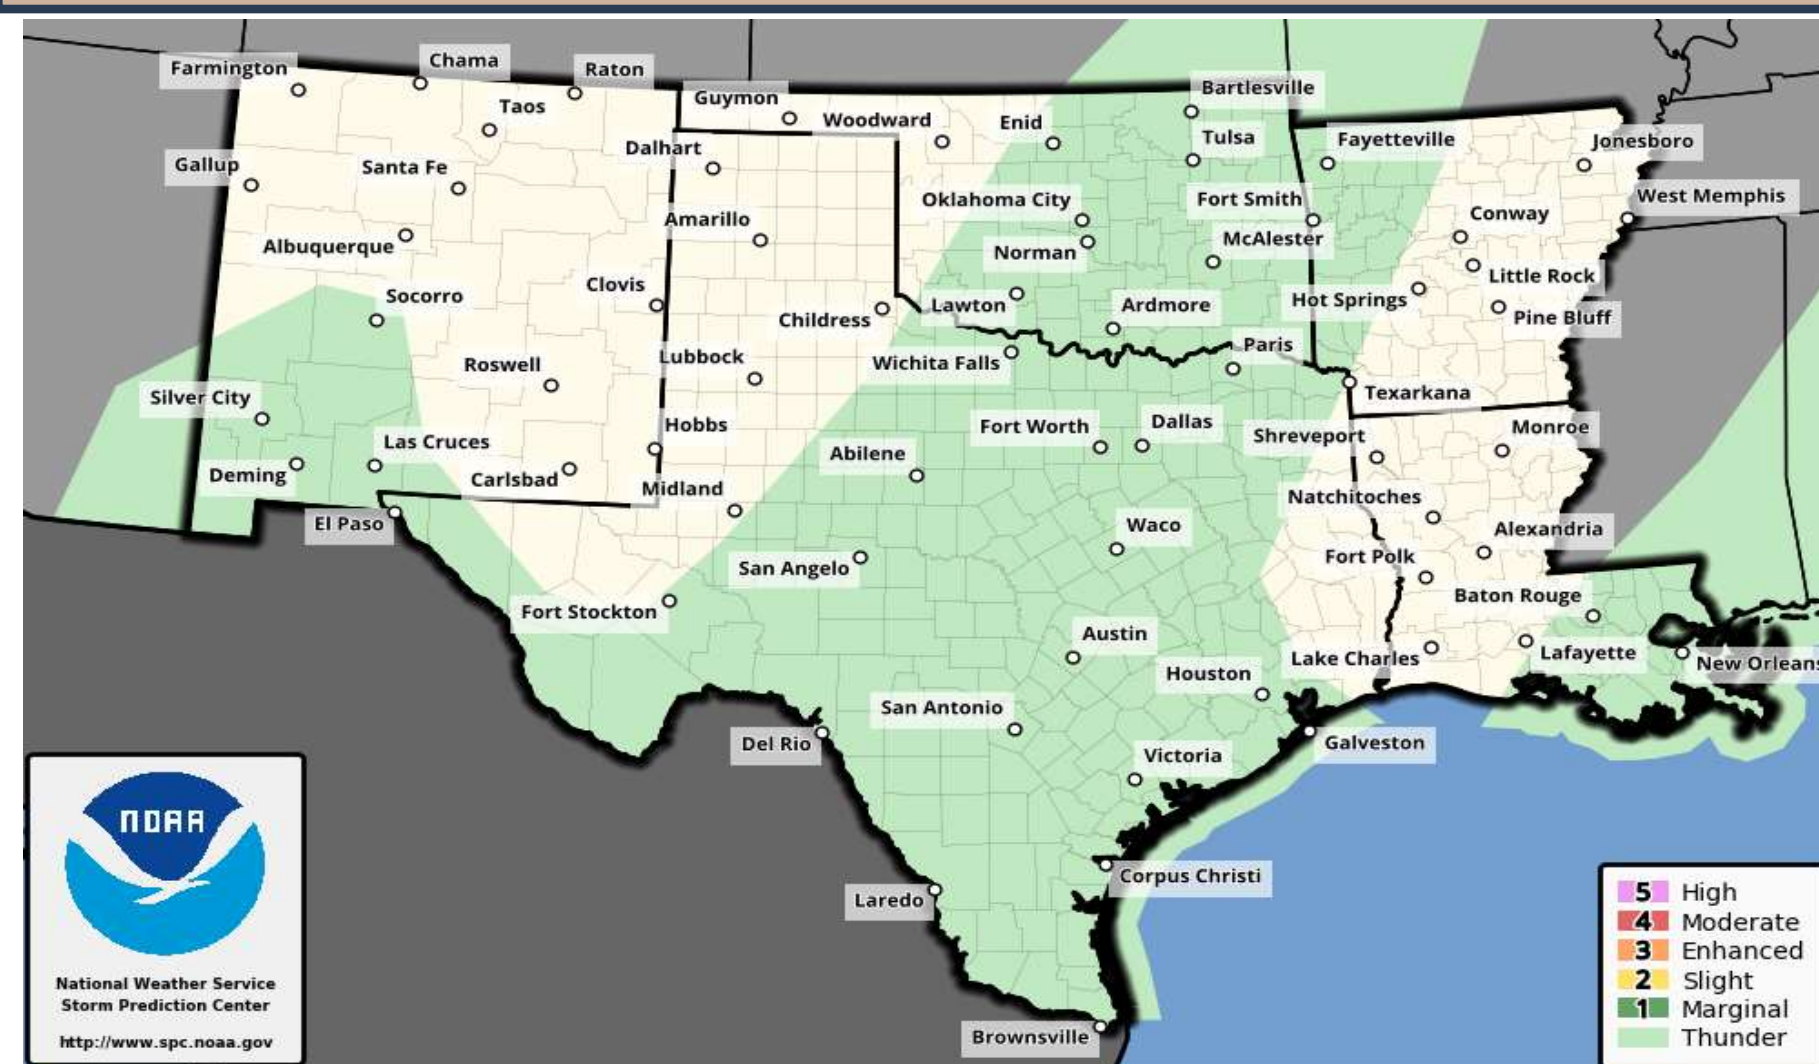 Farmington
Chama
Raton
Taos
Guymon
Woodward
Enid
Bartlesville
Tulsa
Fayetteville
Jonesboro
Gallup
Santa Fe
Dalhart
Oklahoma City
Fort Smith
West Memphis
Amarillo
Conway
Albuquerque
Norman
McAlester
Little Rock
Socorro
Clovis
Childress
Lawton
Ardmore
Hot Springs
Pine Bluff
Roswell
Lubbock
Wichita Falls
Paris
Texarkana
Silver City
Hobbs
Fort Worth
Dallas
Shreveport
Monroe
Las Cruces
Abilene
Deming
Carlsbad
Midland
Natchitoches
El Paso
Waco
Alexandria
San Angelo
Fort Polk
Fort Stockton
Baton Rouge
Austin
Lake Charles
Lafayette
New Orleans
Houston
San Antonio
Del Rio
Galveston
Victoria
Corpus Christi
Laredo
Brownsville
NOAA
National Weather Service
Storm Prediction Center
http://www.spc.noaa.gov
5 High
4 Moderate
3 Enhanced
2 Slight
1 Marginal
Thunder